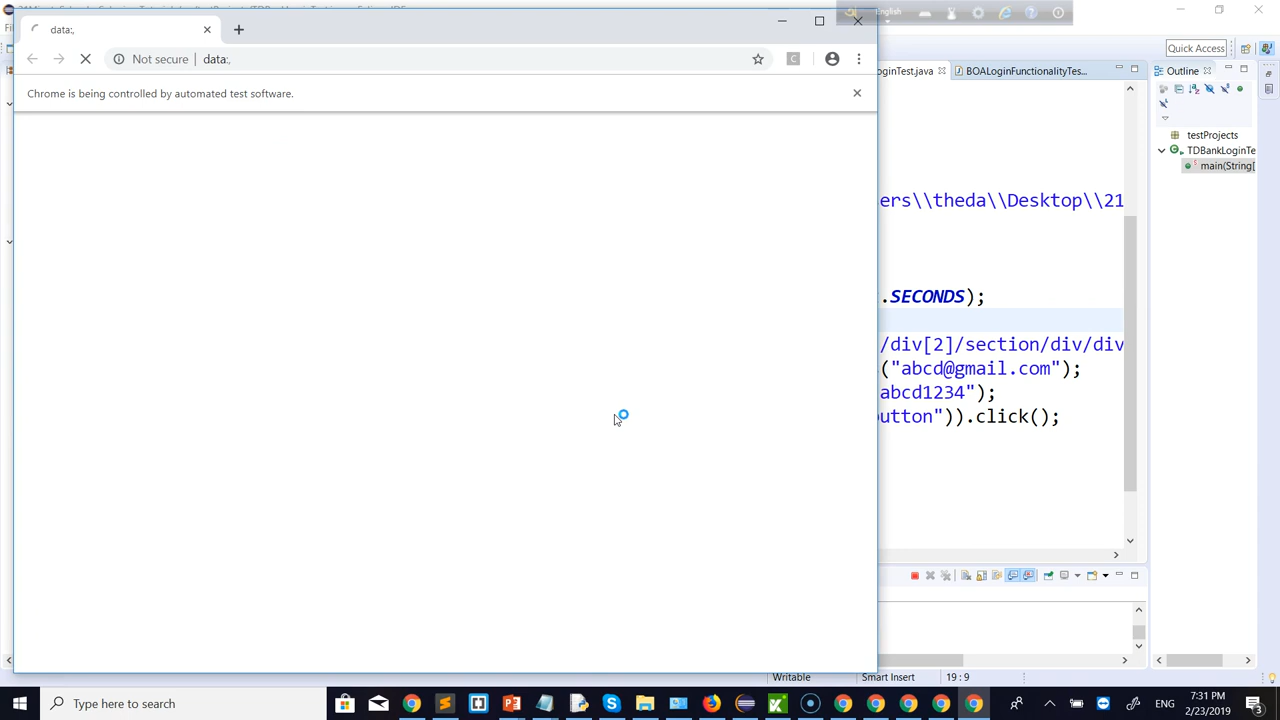 data:,
Not secure
data:,
Chrome is being controlled by automated test software.
Quick Access
oginTest.java
BOALoginFunctionalityTes...
Outline
testProjects
TDBankLoginTe
main(String[
ers\\theda\\Desktop\\21
.SECONDS);
/div[2]/section/div/div
("abcd@gmail.com");
abcd1234");
utton")).click();
Writable
Smart Insert
19 : 9
Type here to search
ENG
7:31 PM
2/23/2019